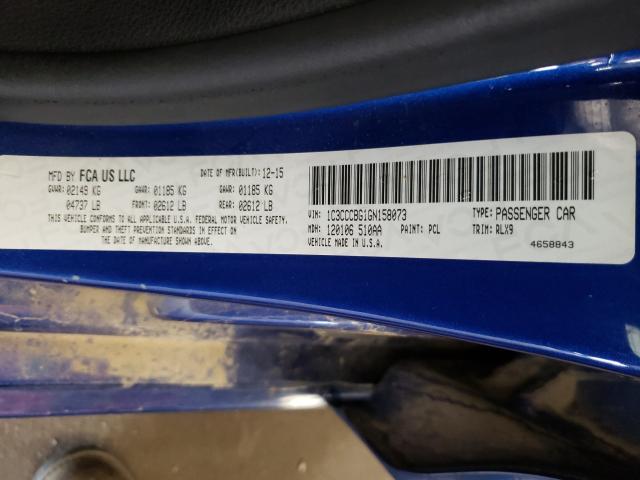 MFD BY FCA US LLC DATE OF MFR(BUILT): 12-15
GVWR: 02149 KG GAWR: 01185 KG GAWR: 01185 KG
04737 LB FRONT: 02612 LB REAR: 02612 LB
THIS VEHICLE CONFORMS TO ALL APPLICABLE U.S.A. FEDERAL MOTOR VEHICLE SAFETY,
BUMPER AND THEFT PREVENTION STANDARDS IN EFFECT ON
THE DATE OF MANUFACTURE SHOWN ABOVE.
VIN: 1C3CCCBG1GN158073 TYPE: PASSENGER CAR
MDH: 120106 510AA PAINT: PCL TRIM: RLX9
VEHICLE MADE IN U.S.A. 4658843